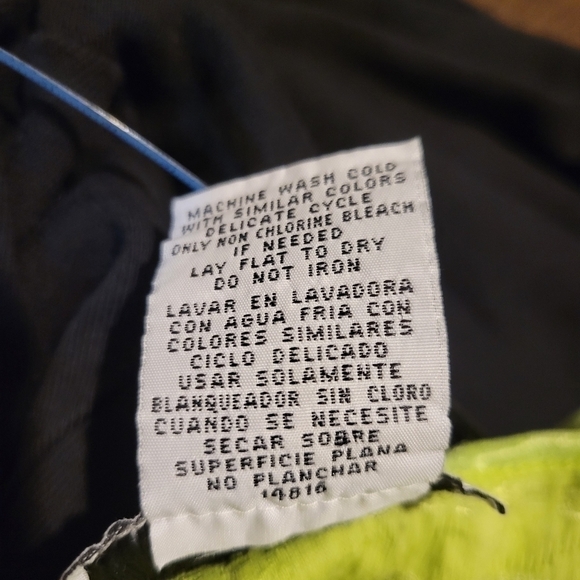 MACHINE WASH COLD
WITH SIMILAR COLORS
DELICATE CYCLE
ONLY NON CHLORINE BLEACH
IF NEEDED
LAY FLAT TO DRY
DO NOT IRON
LAVAR EN LAVADORA
CON AGUA FRIA CON
COLORES SIMILARES
CICLO DELICADO
USAR SOLAMENTE
BLANQUEADOR SIN CLORO
CUANDO SE NECESITE
SECAR SOBRE
SUPERFICIE PLANA
NO PLANCHAR
14816